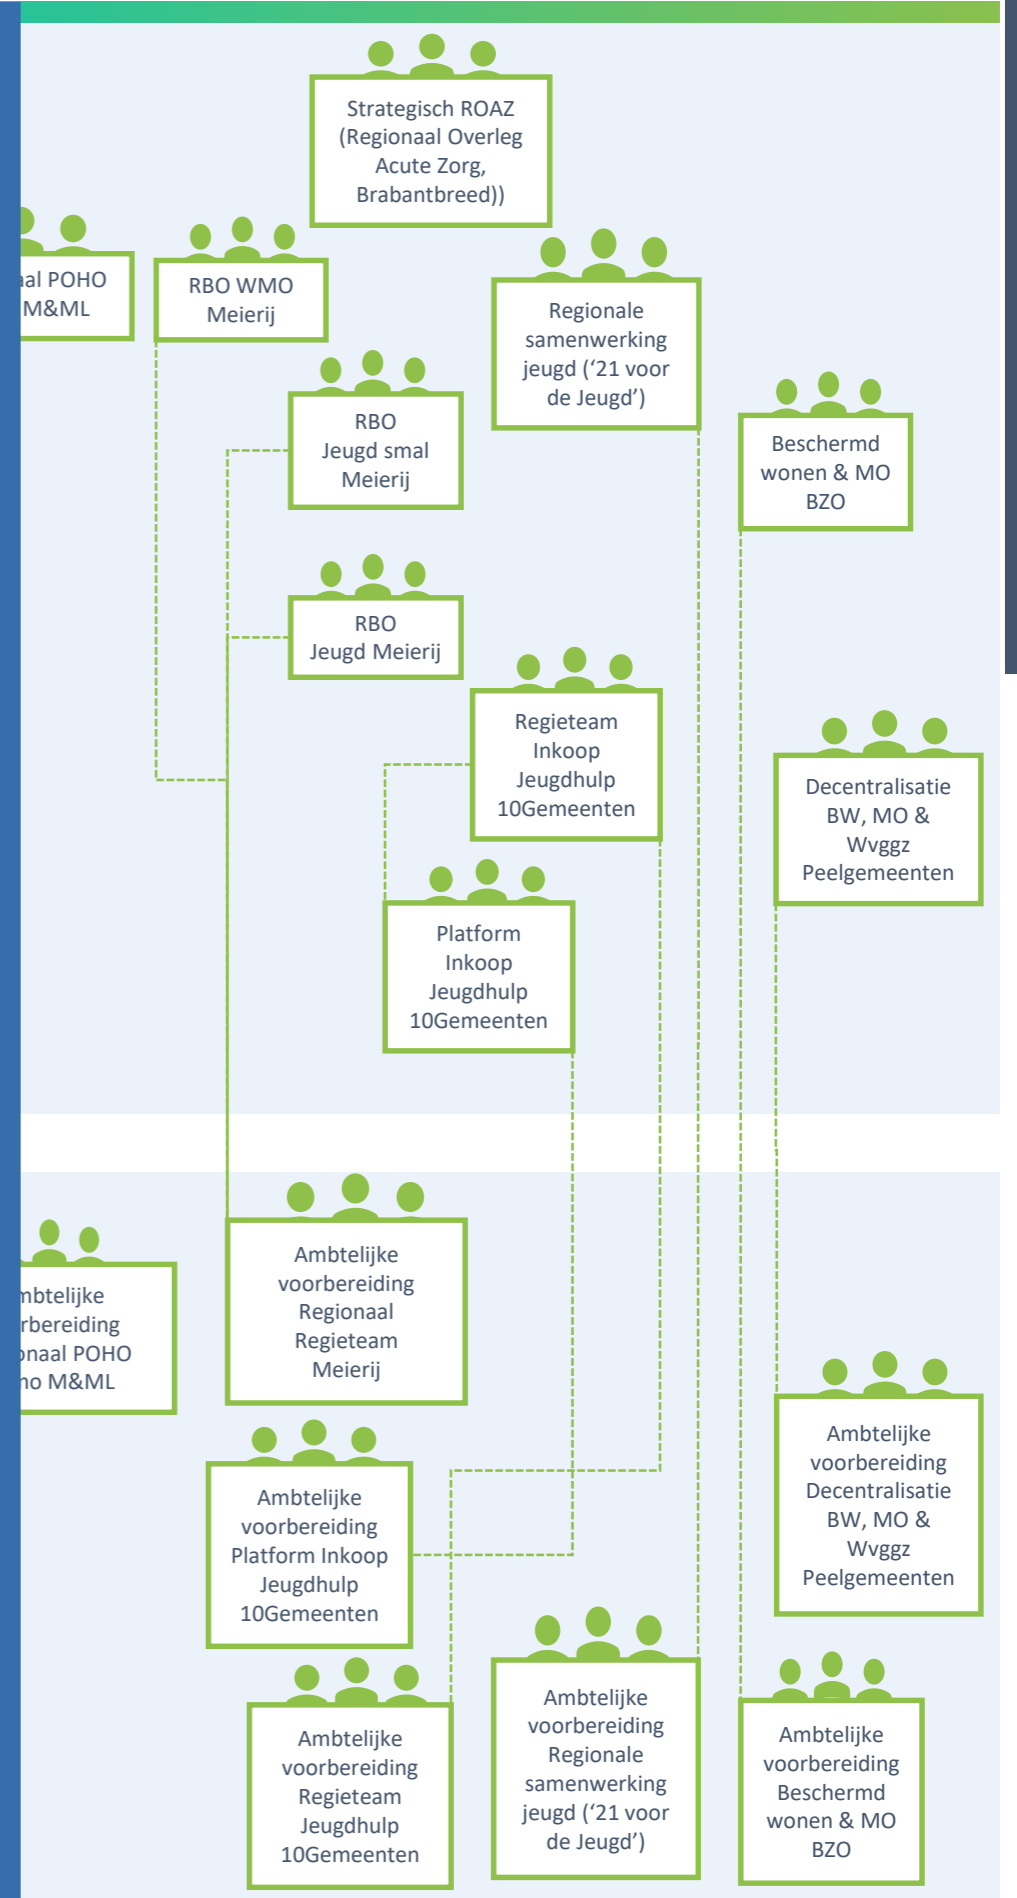 Strategisch ROAZ
(Regionaal Overleg
Acute Zorg,
Brabantbreed))
POHO
M&ML
RBO WMO
Meierij
Regionale
samenwerking
jeugd (‘21 voor
de Jeugd’)
RBO
Jeugd smal
Meierij
Beschermd
wonen & MO
BZO
RBO
Jeugd Meierij
Regieteam
Inkoop
Jeugdhulp
10Gemeenten
Decentralisatie
BW, MO &
Wvggz
Peelgemeenten
Platform
Inkoop
Jeugdhulp
10Gemeenten
Ambtelijke
voorbereiding
Regionaal
Regieteam
Meierij
POHO
M&ML
Ambtelijke
voorbereiding
Decentralisatie
BW, MO &
Wvggz
Peelgemeenten
Ambtelijke
voorbereiding
Platform Inkoop
Jeugdhulp
10Gemeenten
Ambtelijke
voorbereiding
Regieteam
Jeugdhulp
10Gemeenten
Ambtelijke
voorbereiding
Regionale
samenwerking
jeugd (‘21 voor
de Jeugd’)
Ambtelijke
voorbereiding
Beschermd
wonen & MO
BZO